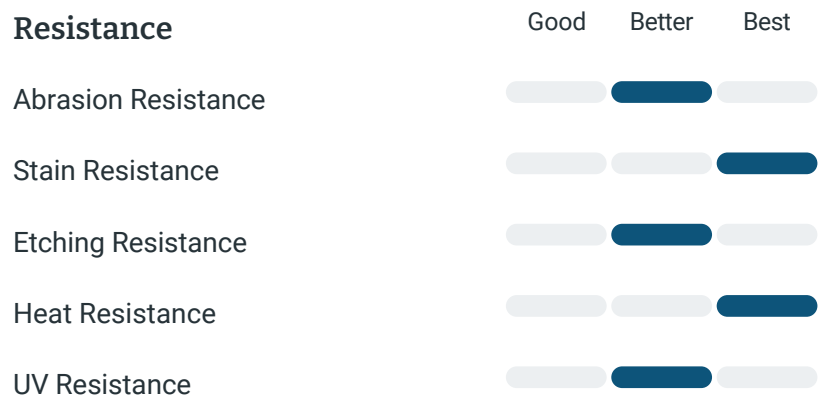 Resistance Good Better Best
Abrasion Resistance
Stain Resistance
Etching Resistance
Heat Resistance
UV Resistance